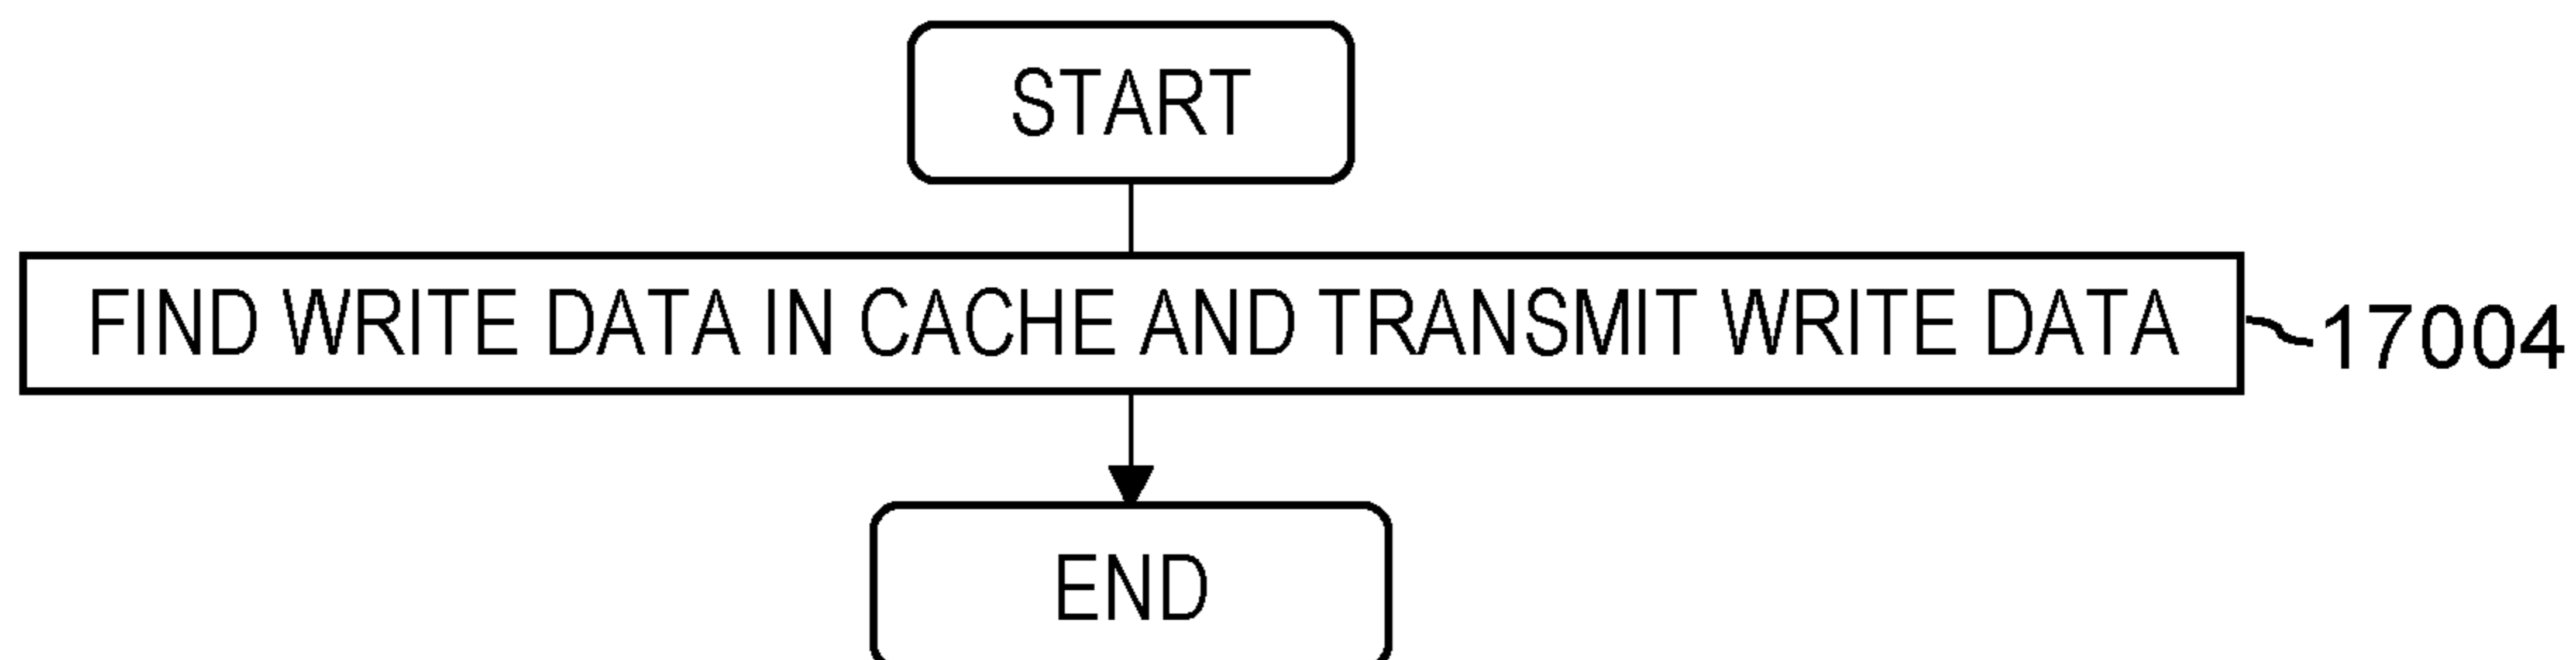 START
FIND WRITE DATA IN CACHE AND TRANSMIT WRITE DATA 17004
END